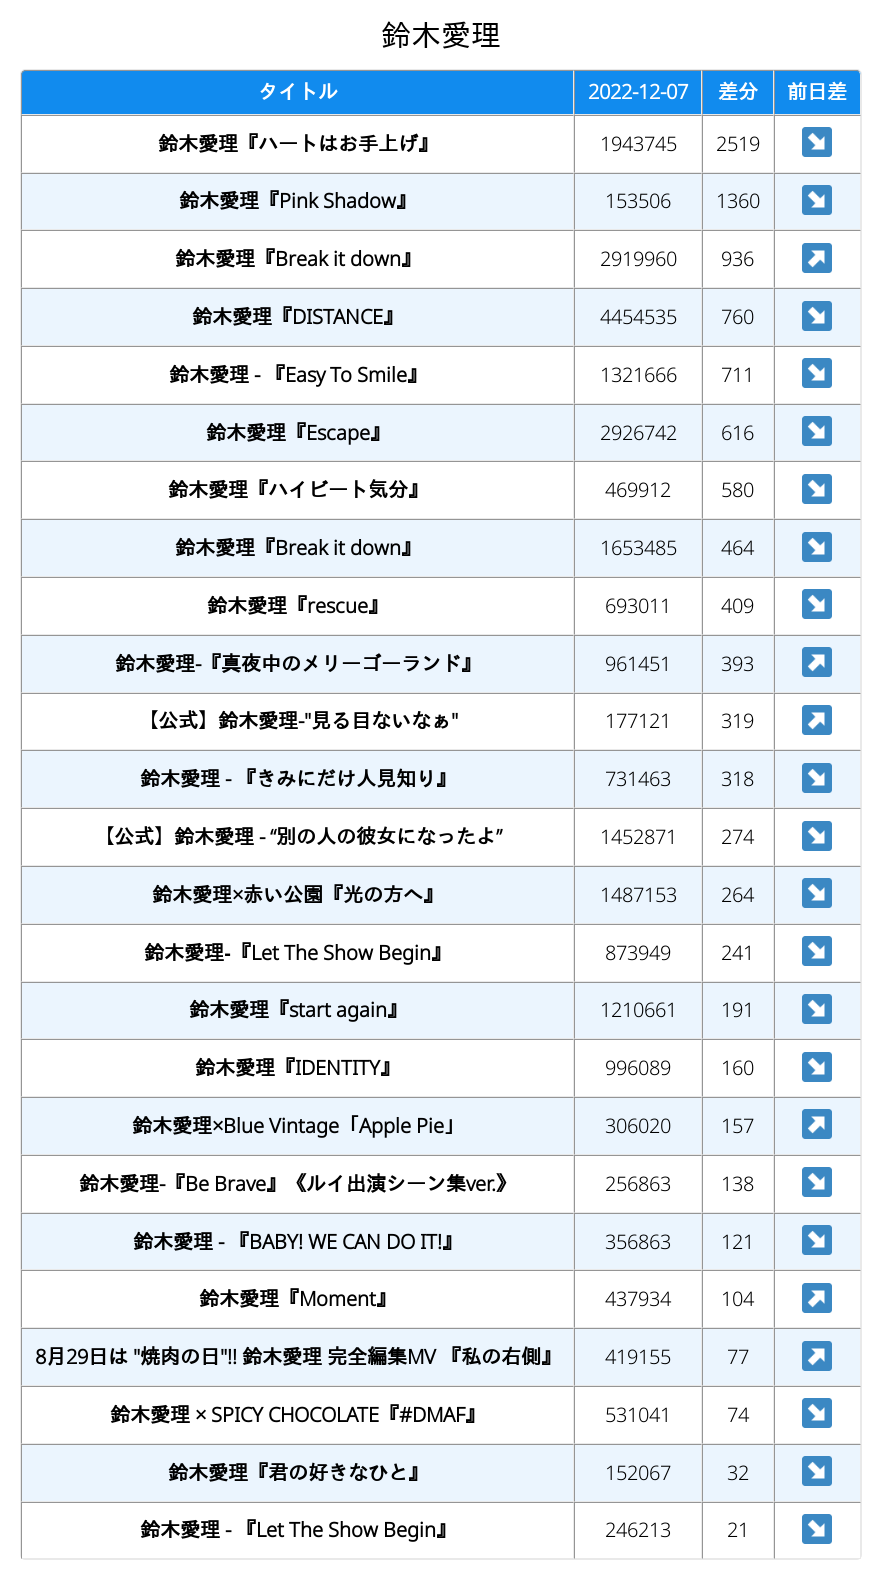 鈴木愛理
タイトル 2022-12-07 差分 前日差
鈴木愛理『ハートはお手上げ』 1943745 2519 ↘
鈴木愛理『Pink Shadow』 153506 1360 ↘
鈴木愛理『Break it down』 2919960 936 ↗
鈴木愛理『DISTANCE』 4454535 760 ↘
鈴木愛理 - 『Easy To Smile』 1321666 711 ↘
鈴木愛理『Escape』 2926742 616 ↘
鈴木愛理『ハイビート気分』 469912 580 ↘
鈴木愛理『Break it down』 1653485 464 ↘
鈴木愛理『rescue』 693011 409 ↘
鈴木愛理-『真夜中のメリーゴーランド』 961451 393 ↗
【公式】鈴木愛理-"見る目ないなぁ" 177121 319 ↗
鈴木愛理 - 『きみにだけ人見知り』 731463 318 ↘
【公式】鈴木愛理 - “別の人の彼女になったよ” 1452871 274 ↘
鈴木愛理×赤い公園『光の方へ』 1487153 264 ↘
鈴木愛理-『Let The Show Begin』 873949 241 ↘
鈴木愛理『start again』 1210661 191 ↘
鈴木愛理『IDENTITY』 996089 160 ↘
鈴木愛理×Blue Vintage「Apple Pie」 306020 157 ↗
鈴木愛理-『Be Brave』《ルイ出演シーン集ver.》 256863 138 ↘
鈴木愛理 - 『BABY! WE CAN DO IT!』 356863 121 ↘
鈴木愛理『Moment』 437934 104 ↗
8月29日は "焼肉の日"!! 鈴木愛理 完全編集MV 『私の右側』 419155 77 ↗
鈴木愛理 × SPICY CHOCOLATE『#DMAF』 531041 74 ↘
鈴木愛理『君の好きなひと』 152067 32 ↘
鈴木愛理 - 『Let The Show Begin』 246213 21 ↘